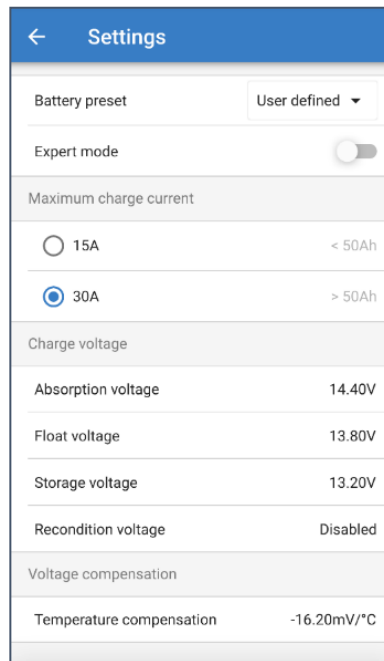 Settings
Battery preset User defined
Expert mode
Maximum charge current
15A < 50Ah
30A > 50Ah
Charge voltage
Absorption voltage 14.40V
Float voltage 13.80V
Storage voltage 13.20V
Recondition voltage Disabled
Voltage compensation
Temperature compensation -16.20mV/°C